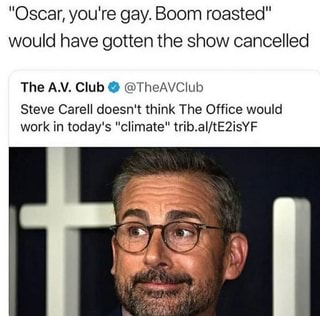 "Oscar, you're gay. Boom roasted"
would have gotten the show cancelled
The A.V. Club @TheAVClub
Steve Carell doesn't think The Office would
work in today's "climate" trib.al/tE2isYF